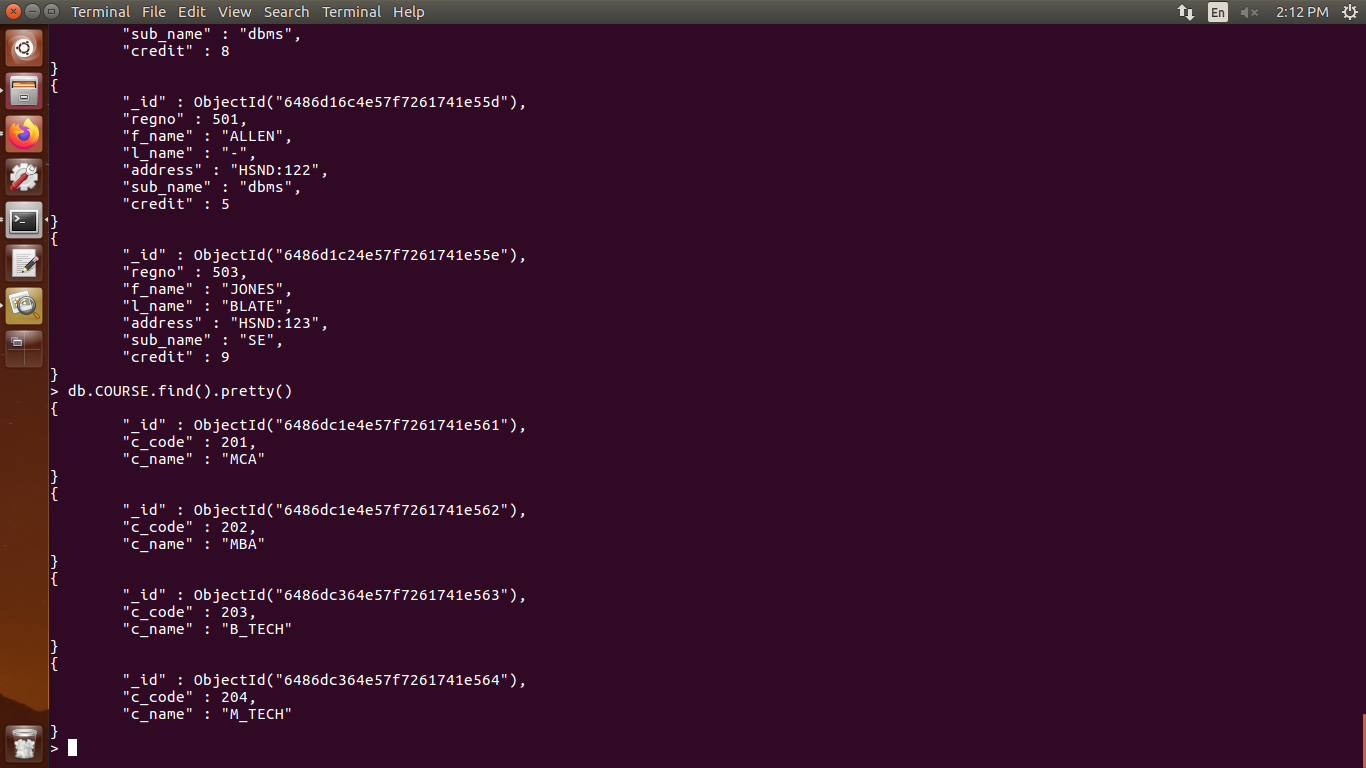 Terminal File Edit View Search Terminal Help En 2:12 PM
"sub_name" : "dbms",
"credit" : 8
}
{
"_id" : ObjectId("6486d16c4e57f7261741e55d"),
"regno" : 501,
"f_name" : "ALLEN",
"l_name" : "-",
"address" : "HSND:122",
"sub_name" : "dbms",
"credit" : 5
}
{
"_id" : ObjectId("6486d1c24e57f7261741e55e"),
"regno" : 503,
"f_name" : "JONES",
"l_name" : "BLATE",
"address" : "HSND:123",
"sub_name" : "SE",
"credit" : 9
}
> db.COURSE.find().pretty()
{
"_id" : ObjectId("6486dc1e4e57f7261741e561"),
"c_code" : 201,
"c_name" : "MCA"
}
{
"_id" : ObjectId("6486dc1e4e57f7261741e562"),
"c_code" : 202,
"c_name" : "MBA"
}
{
"_id" : ObjectId("6486dc364e57f7261741e563"),
"c_code" : 203,
"c_name" : "B_TECH"
}
{
"_id" : ObjectId("6486dc364e57f7261741e564"),
"c_code" : 204,
"c_name" : "M_TECH"
}
>